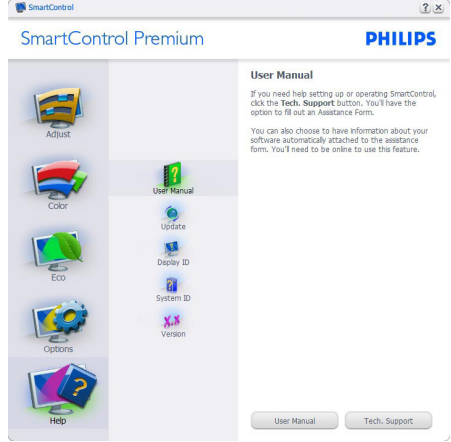 SmartControl
SmartControl Premium
PHILIPS
Adjust
Color
Eco
Options
Help
User Manual
Update
Display ID
System ID
X.X
Version
User Manual
If you need help setting up or operating SmartControl,
click the Tech. Support button. You'll have the
option to fill out an Assistance Form.
You can also choose to have information about your
software automatically attached to the assistance
form. You'll need to be online to use this feature.
User Manual
Tech. Support